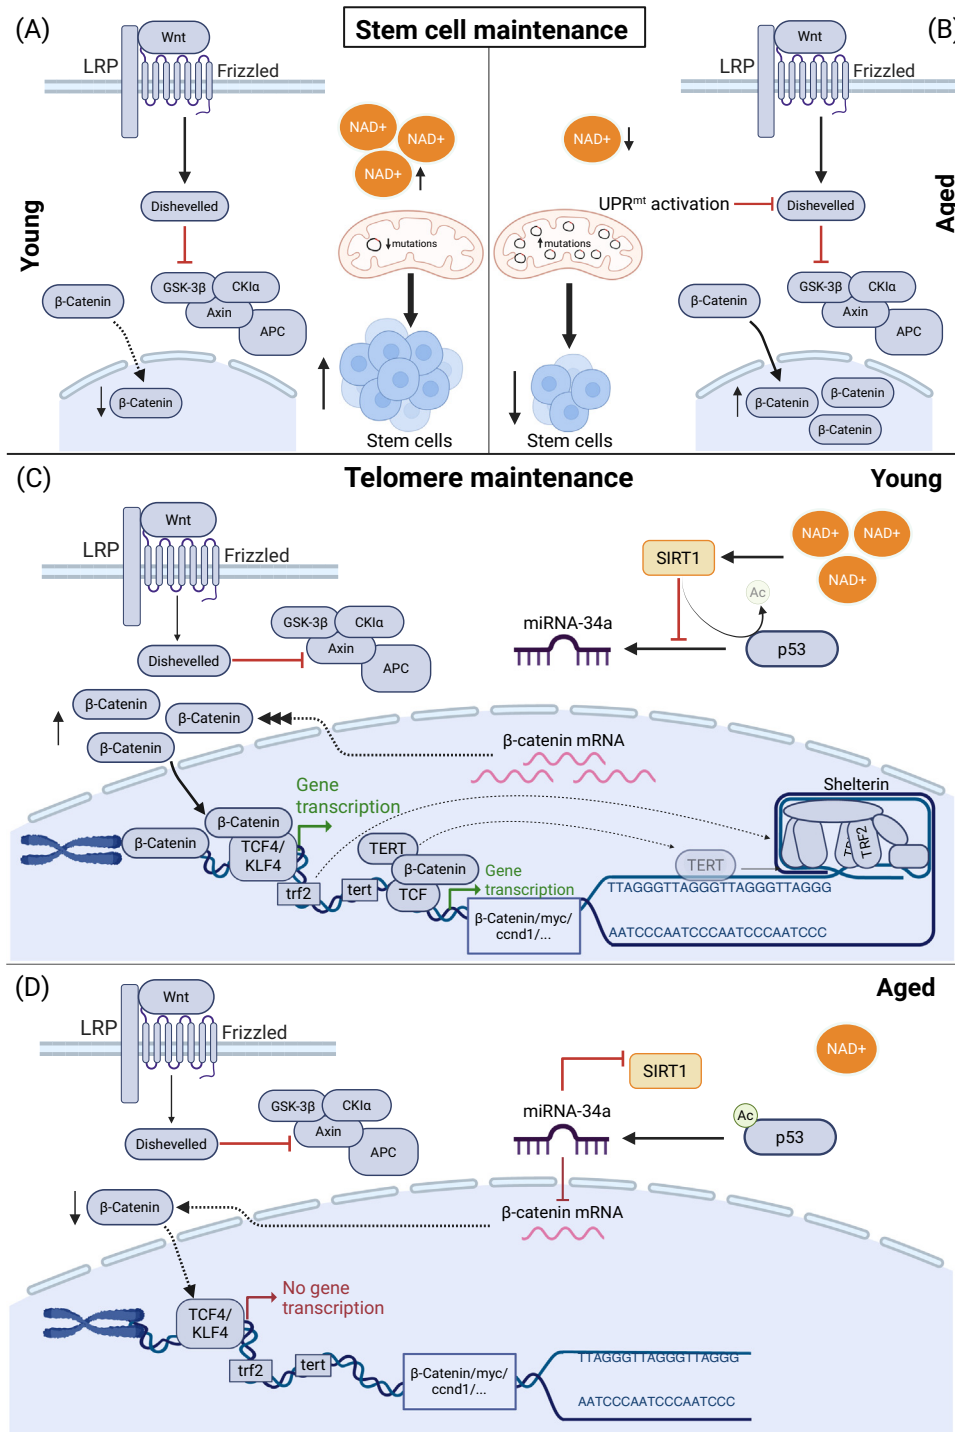 (A)
Stem cell maintenance
(B)
Wnt
LRP
Frizzled
NAD+
NAD+
NAD+
Dishevelled
Young
mutations
GSK-3β
CKIα
Axin
APC
β-Catenin
β-Catenin
Stem cells
Wnt
LRP
Frizzled
NAD+
UPRmt activation
Dishevelled
Aged
mutations
GSK-3β
CKIα
Axin
APC
β-Catenin
β-Catenin
β-Catenin
β-Catenin
Stem cells
(C)
Telomere maintenance
Young
Wnt
LRP
Frizzled
NAD+
NAD+
NAD+
SIRT1
Ac
miRNA-34a
p53
GSK-3β
CKIα
Axin
APC
Dishevelled
β-Catenin
β-Catenin
β-Catenin
β-catenin mRNA
Gene
transcription
Shelterin
β-Catenin
β-Catenin
TCF4/
KLF4
TERT
β-Catenin
TCF
Gene
transcription
TERT
TRF2
trf2
tert
β-Catenin/myc/
ccnd1/...
TTAGGGTTAGGGTTAGGGTTAGGG
AATCCCAATCCCAATCCCAATCCC
(D)
Aged
Wnt
LRP
Frizzled
NAD+
SIRT1
miRNA-34a
Ac
p53
GSK-3β
CKIα
Axin
APC
Dishevelled
β-Catenin
β-catenin mRNA
No gene
transcription
TCF4/
KLF4
trf2
tert
β-Catenin/myc/
ccnd1/...
TTAGGGTTAGGGTTAGGG
AATCCCAATCCCAATCCC